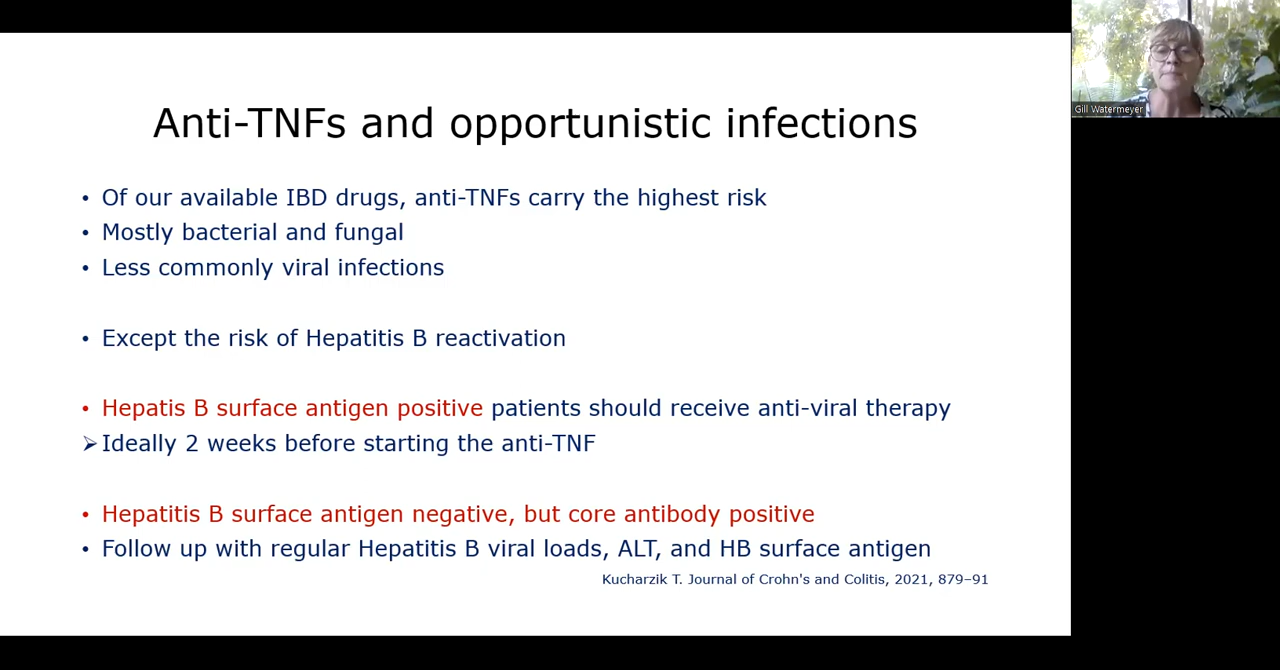 Anti-TNFs and opportunistic infections
• Of our available IBD drugs, anti-TNFs carry the highest risk
• Mostly bacterial and fungal
• Less commonly viral infections
• Except the risk of Hepatitis B reactivation
• Hepatis B surface antigen positive patients should receive anti-viral therapy
➢ Ideally 2 weeks before starting the anti-TNF
• Hepatitis B surface antigen negative, but core antibody positive
• Follow up with regular Hepatitis B viral loads, ALT, and HB surface antigen
Kucharzik T. Journal of Crohn's and Colitis, 2021, 879–91
Gill Watermeyer